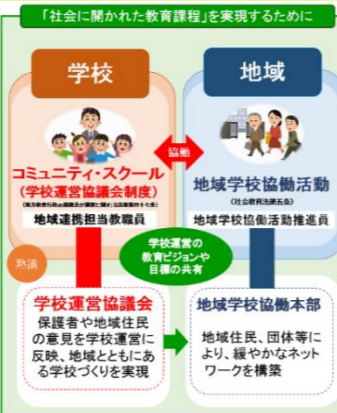 「社会に開かれた教育課程」を実現するために
学校
地域
協働
コミュニティ・スクール
(学校運営協議会制度)
地域連携担当教職員
地域学校協働活動
(社会教育法第五条)
地域学校協働活動推進員
学校運営の
教育ビジョンや
目標の共有
熟議
学校運営協議会
保護者や地域住民
の意見を学校運営に
反映、地域とともにあ
る学校づくりを実現
地域学校協働本部
地域住民、団体等に
より、緩やかなネット
ワークを構築